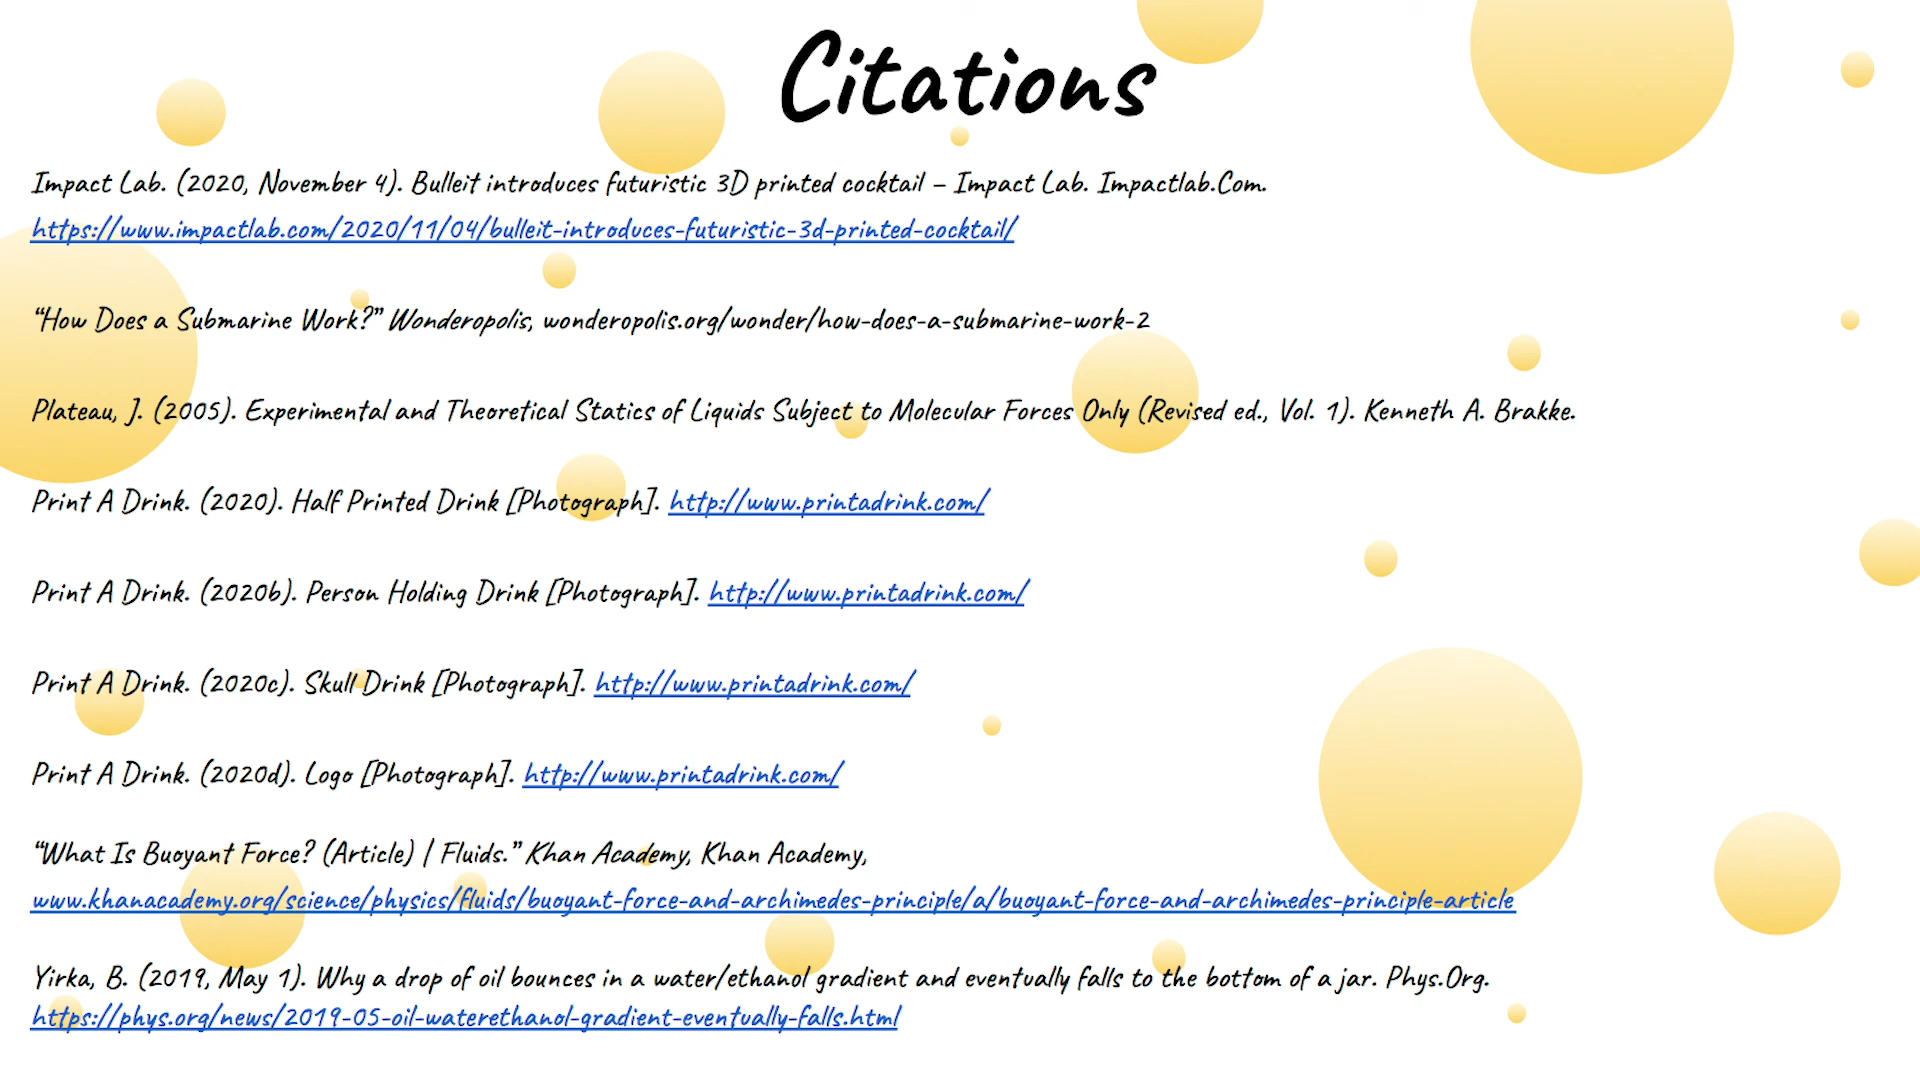 Citations
Impact Lab. (2020, November 4). Bulleit introduces futuristic 3D printed cocktail – Impact Lab. Impactlab.Com.
https://www.impactlab.com/2020/11/04/bulleit-introduces-futuristic-3d-printed-cocktail/
“How Does a Submarine Work?” Wonderopolis, wonderopolis.org/wonder/how-does-a-submarine-work-2
Plateau, J. (2005). Experimental and Theoretical Statics of Liquids Subject to Molecular Forces Only (Revised ed., Vol. 1). Kenneth A. Brakke.
Print A Drink. (2020). Half Printed Drink [Photograph]. http://www.printadrink.com/
Print A Drink. (2020b). Person Holding Drink [Photograph]. http://www.printadrink.com/
Print A Drink. (2020c). Skull Drink [Photograph]. http://www.printadrink.com/
Print A Drink. (2020d). Logo [Photograph]. http://www.printadrink.com/
“What Is Buoyant Force? (Article) | Fluids.” Khan Academy, Khan Academy,
www.khanacademy.org/science/physics/fluids/buoyant-force-and-archimedes-principle/a/buoyant-force-and-archimedes-principle-article
Yirka, B. (2019, May 1). Why a drop of oil bounces in a water/ethanol gradient and eventually falls to the bottom of a jar. Phys.Org.
https://phys.org/news/2019-05-oil-waterethanol-gradient-eventually-falls.html